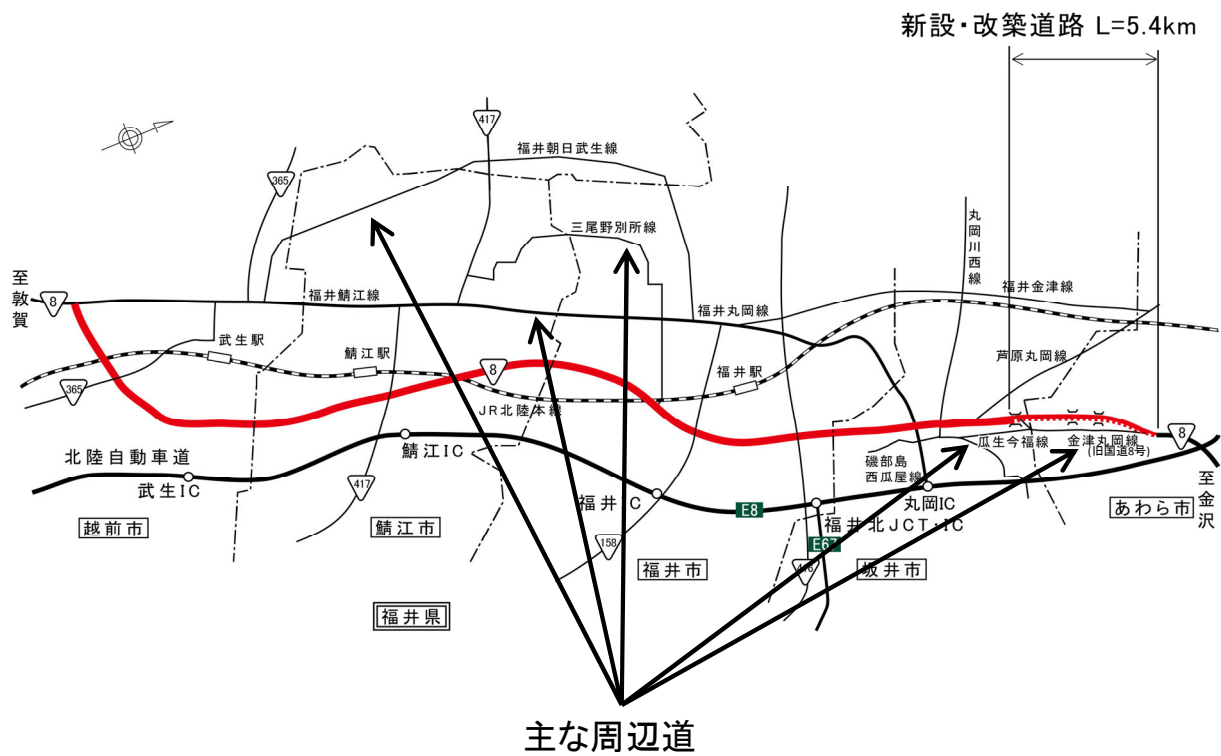 新設・改築道路 L=5.4km
417
福井朝日武生線
365
三尾野別所線
丸岡川西線
至敦賀
8
福井鯖江線
福井丸岡線
福井金津線
武生駅
鯖江駅
8
福井駅
芦原丸岡線
365
JR北陸本線
瓜生今福線
金津丸岡線
(旧国道8号)
8
至金沢
北陸自動車道
武生IC
鯖江IC
417
福井IC
158
E8
磯部島
西瓜屋線
丸岡IC
福井北JCT・IC
E67
416
越前市
鯖江市
福井市
坂井市
あわら市
福井県
主な周辺道